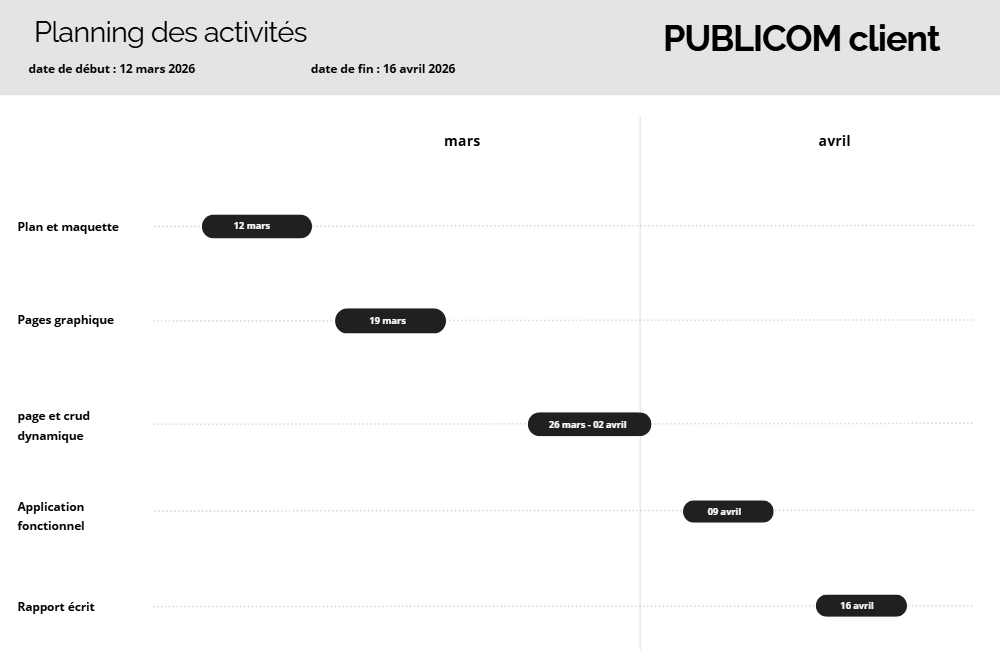 Planning des activités
PUBLICOM client
date de début : 12 mars 2026
date de fin : 16 avril 2026
mars
avril
Plan et maquette
12 mars
Pages graphique
19 mars
page et crud
dynamique
26 mars - 02 avril
Application
fonctionnel
09 avril
Rapport écrit
16 avril